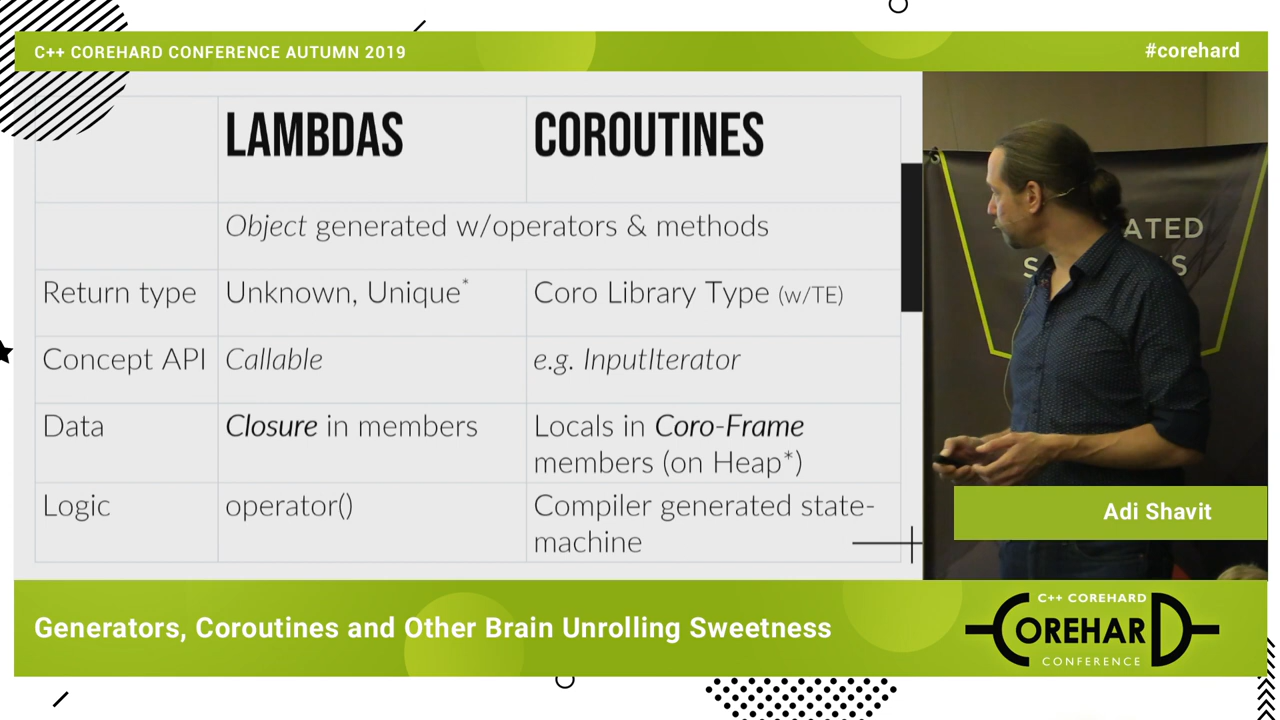 C++ COREHARD CONFERENCE AUTUMN 2019
#corehard
LAMBDAS
COROUTINES
Object generated w/operators & methods
Return type
Unknown, Unique*
Coro Library Type (w/TE)
Concept API
Callable
e.g. InputIterator
Data
Closure in members
Locals in Coro-Frame
members (on Heap*)
Logic
operator()
Compiler generated state-
machine
ATED
S
S
Adi Shavit
Generators, Coroutines and Other Brain Unrolling Sweetness
C++ COREHARD
COREHARD
CONFERENCE